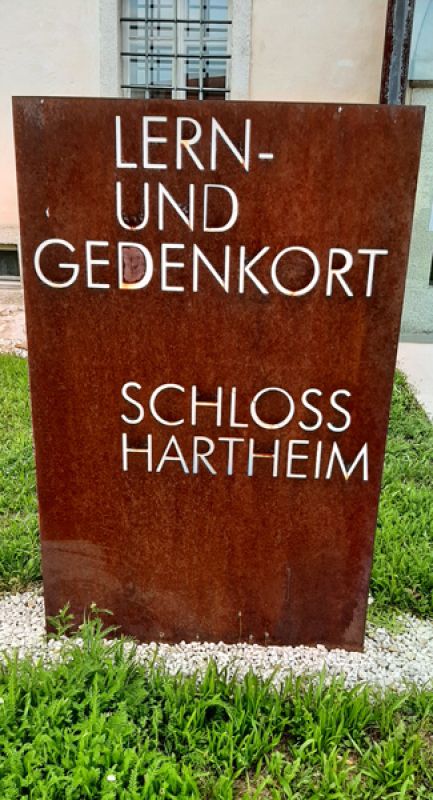 LERN-
UND
GEDENKORT
SCHLOSS
HARTHEIM